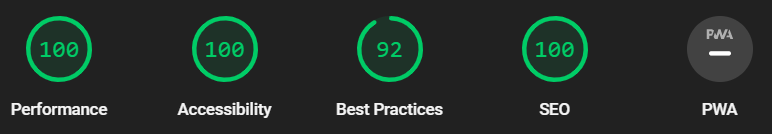 100 100 92 100 PWA
Performance Accessibility Best Practices SEO PWA